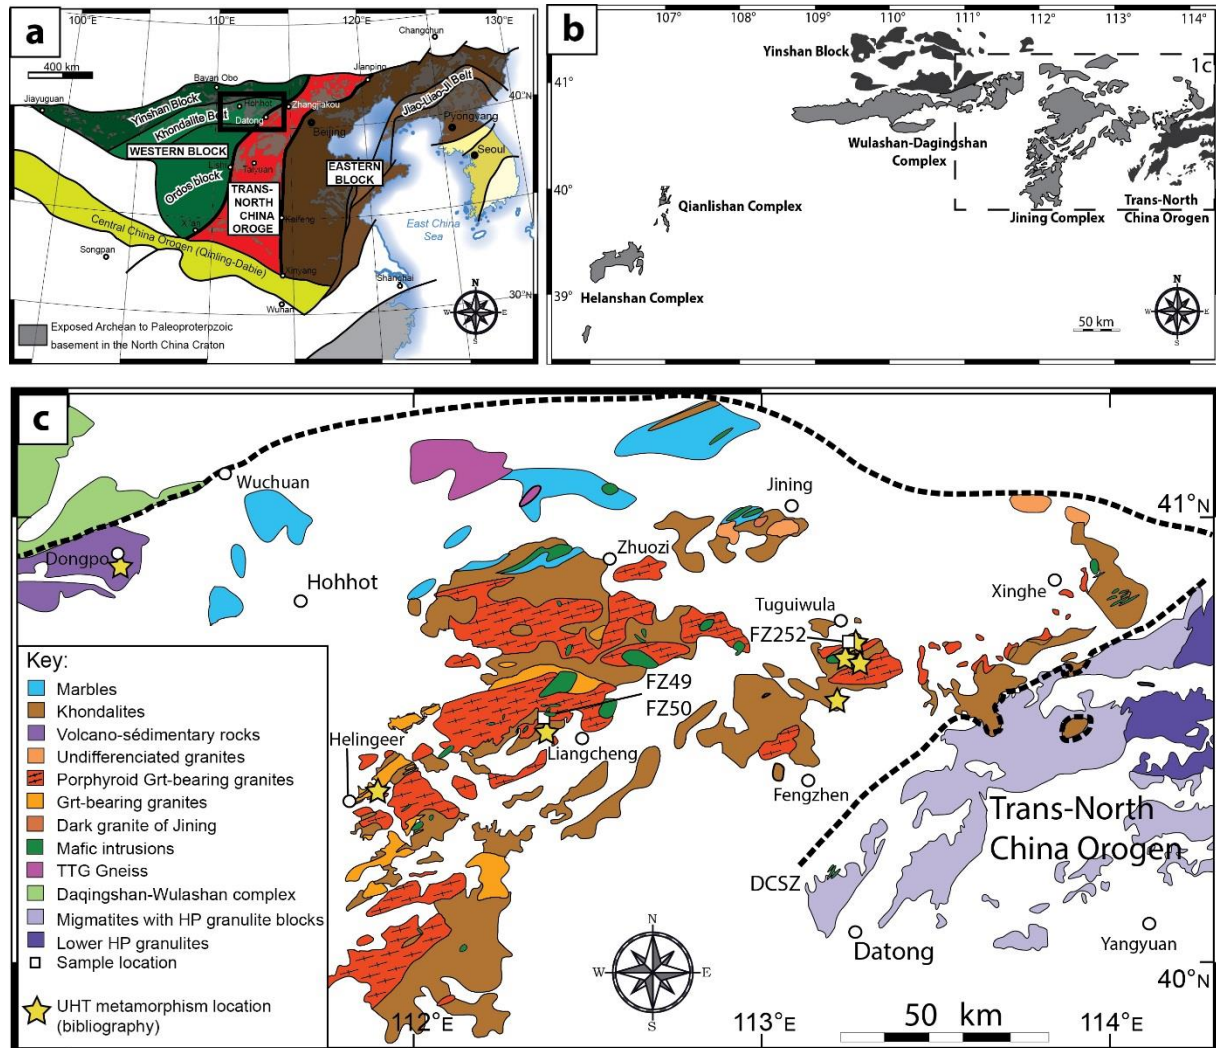 a
100°E
110°E
115°E
120°E
130°E
400 km
Changchun
Bayan Obo
Jianping
Jiayuguan
Yinshan Block
Khondalite Belt
Hohhot
Datong
Zhangjiakou
Jiao-Liao-Ji Belt
40°N
Beijing
Pyongyang
WESTERN BLOCK
Seoul
EASTERN
BLOCK
Taiyuan
Ordos block
TRANS-
NORTH
CHINA
OROGE
Kaifeng
Central China Orogen (Qinling-Dabie)
East China
Sea
Songpan
Xinyang
Shanghai
Wuhan
30°N
N
W
E
S
Exposed Archean to Paleoproterozoic
basement in the North China Craton
b
107°
108°
109°
110°
111°
112°
113°
114°
Yinshan Block
1c
41°
Wulashan-Dagingshan
Complex
40°
Qianlishan Complex
Trans-North
China Orogen
Jining Complex
Helanshan Complex
39°
50 km
N
W
E
S
c
Wuchuan
Jining
41°N
Dongpo
Zhuozi
Hohhot
Xinghe
Tuguiwula
FZ252
FZ49
FZ50
Helingeer
Liangcheng
Fengzhen
Trans-North
China Orogen
DCSZ
Datong
Yangyuan
40°N
Key:
Marbles
Khondalites
Volcano-sédimentary rocks
Undifferenciated granites
Porphyroid Grt-bearing granites
Grt-bearing granites
Dark granite of Jining
Mafic intrusions
TTG Gneiss
Daqingshan-Wulashan complex
Migmatites with HP granulite blocks
Lower HP granulites
Sample location
UHT metamorphism location
(bibliography)
N
W
E
S
50 km
112°E
113°E
114°E